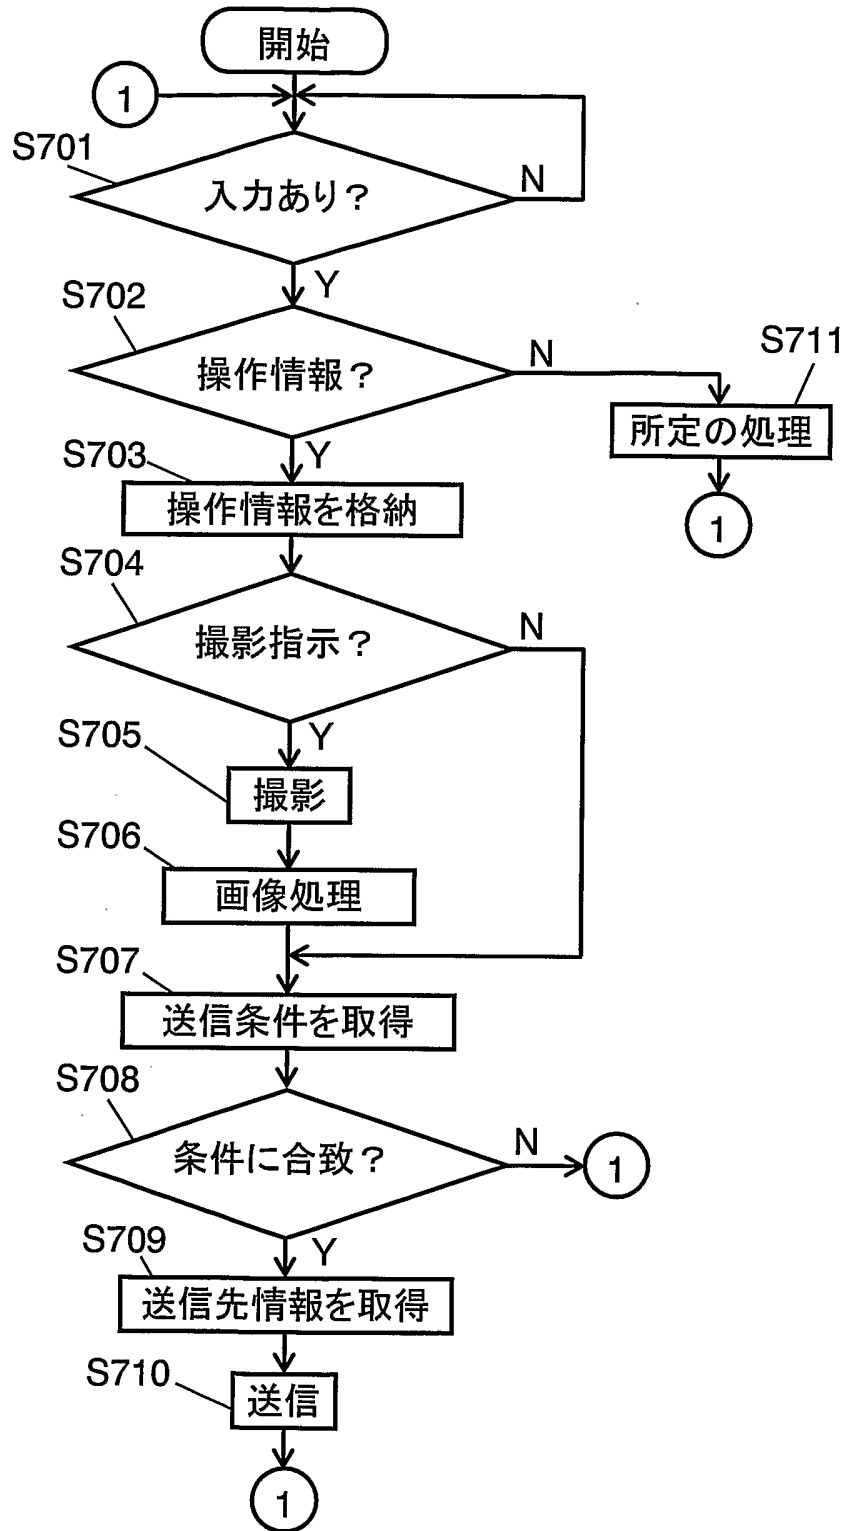 開始
1
S701
入力あり?
N
Y
S702
操作情報?
N
S711
所定の処理
1
Y
S703
操作情報を格納
S704
撮影指示?
N
Y
S705
撮影
S706
画像処理
S707
送信条件を取得
S708
条件に合致?
N
1
Y
S709
送信先情報を取得
S710
送信
1